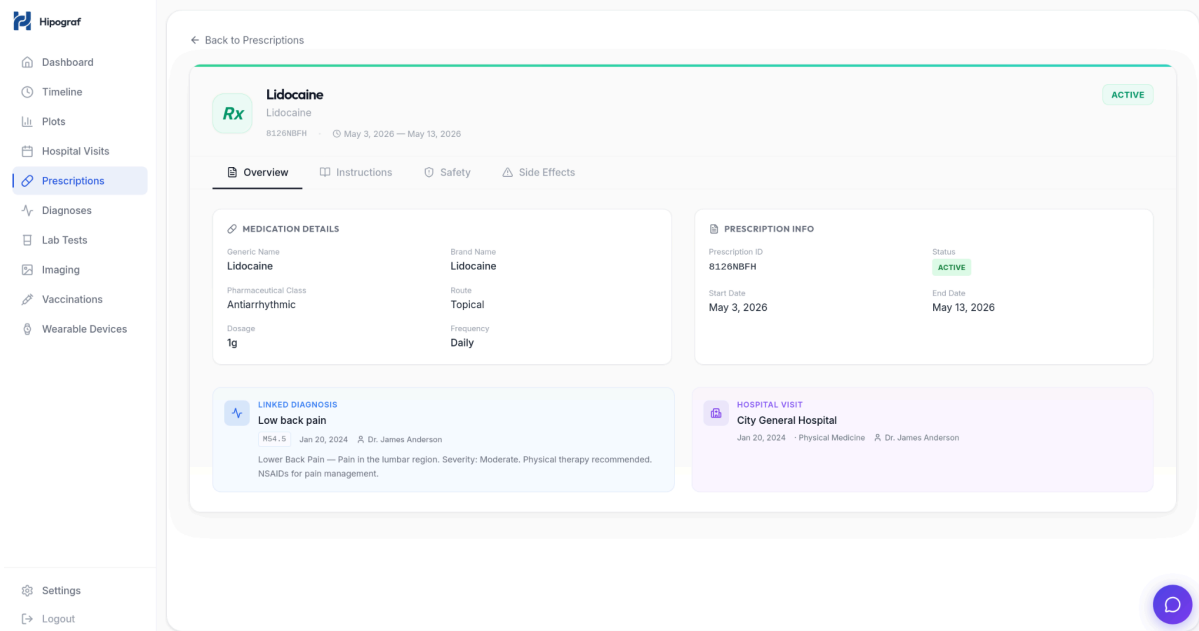 Hipograf
Dashboard
Timeline
Plots
Hospital Visits
Prescriptions
Diagnoses
Lab Tests
Imaging
Vaccinations
Wearable Devices
Settings
Logout
← Back to Prescriptions
Rx
Lidocaine
Lidocaine
8126NBFH · May 3, 2026 — May 13, 2026
ACTIVE
Overview Instructions Safety Side Effects
MEDICATION DETAILS
Generic Name Brand Name
Lidocaine Lidocaine
Pharmaceutical Class Route
Antiarrhythmic Topical
Dosage Frequency
1g Daily
PRESCRIPTION INFO
Prescription ID Status
8126NBFH ACTIVE
Start Date End Date
May 3, 2026 May 13, 2026
LINKED DIAGNOSIS
Low back pain
M54.5 Jan 20, 2024 Dr. James Anderson
Lower Back Pain — Pain in the lumbar region. Severity: Moderate. Physical therapy recommended.
NSAIDs for pain management.
HOSPITAL VISIT
City General Hospital
Jan 20, 2024 · Physical Medicine Dr. James Anderson